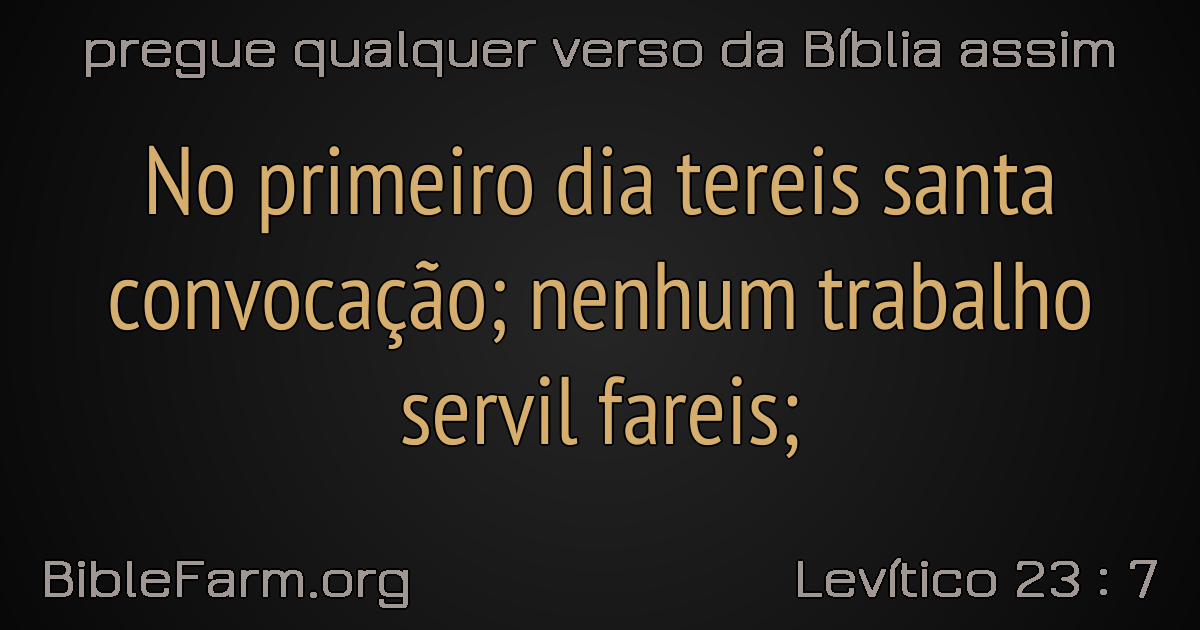 pregue qualquer verso da Bíblia assim
No primeiro dia tereis santa
convocação; nenhum trabalho
servil fareis;
BibleFarm.org
Levítico 23 : 7